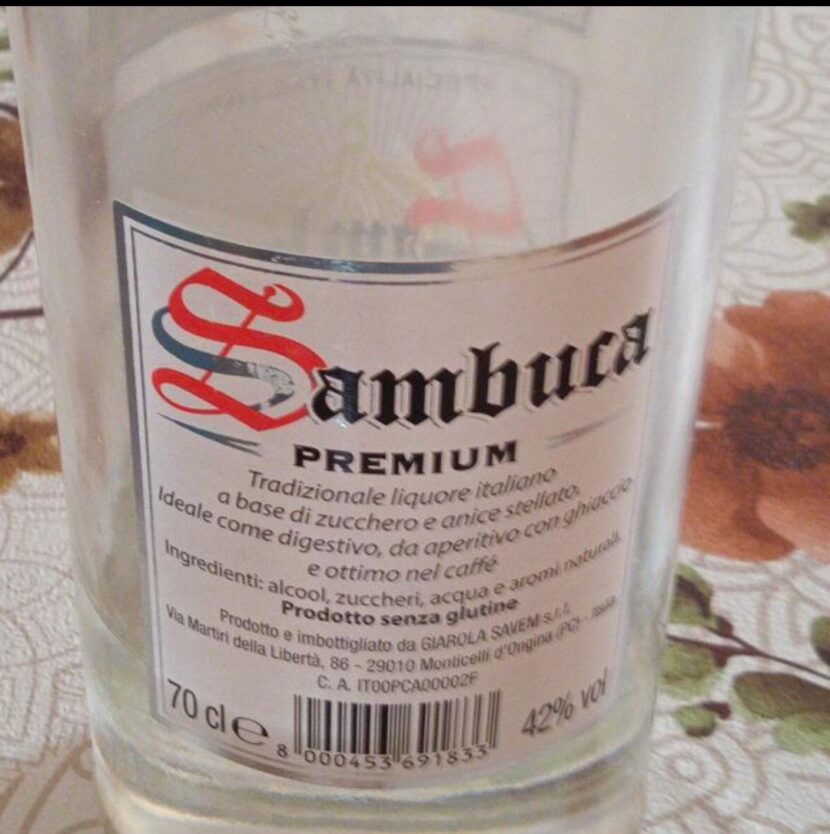 Sambuca
PREMIUM
Tradizionale liquore italiano
a base di zucchero e anice stellato.
Ideale come digestivo, da aperitivo con ghiaccio
e ottimo nel caffé
Ingredienti: alcool, zuccheri, acqua e aromi naturali.
Prodotto senza glutine
Prodotto e imbottigliato da GIAROLA SAVEM s.r.l.
Via Martiri della Libertà, 86 - 29010 Monticelli d'Ongina (PC) - Italia
C. A. IT00PCA00002F
70 cl e 42% vol
8 000453 691833